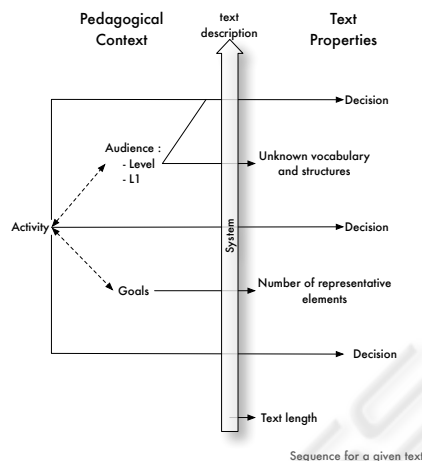 Pedagogical
Context
text
description
Text
Properties
Decision
Audience :
- Level
- L1
Unknown vocabulary
and structures
Activity
System
Decision
Goals
Number of representative
elements
Decision
Text length
Sequence for a given text